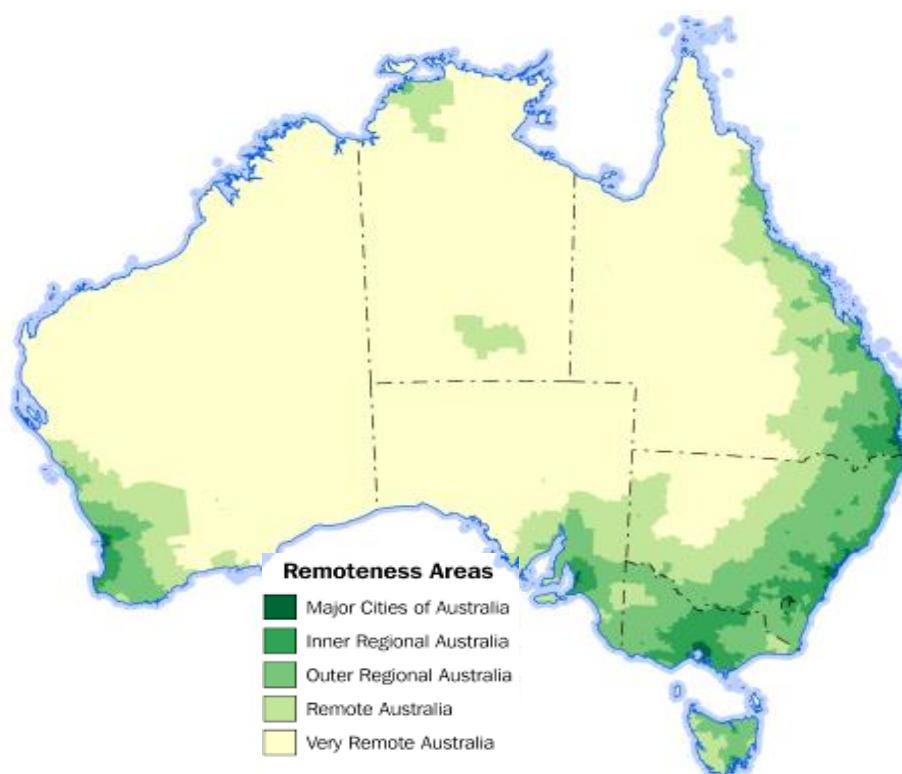 Remoteness Areas
Major Cities of Australia
Inner Regional Australia
Outer Regional Australia
Remote Australia
Very Remote Australia